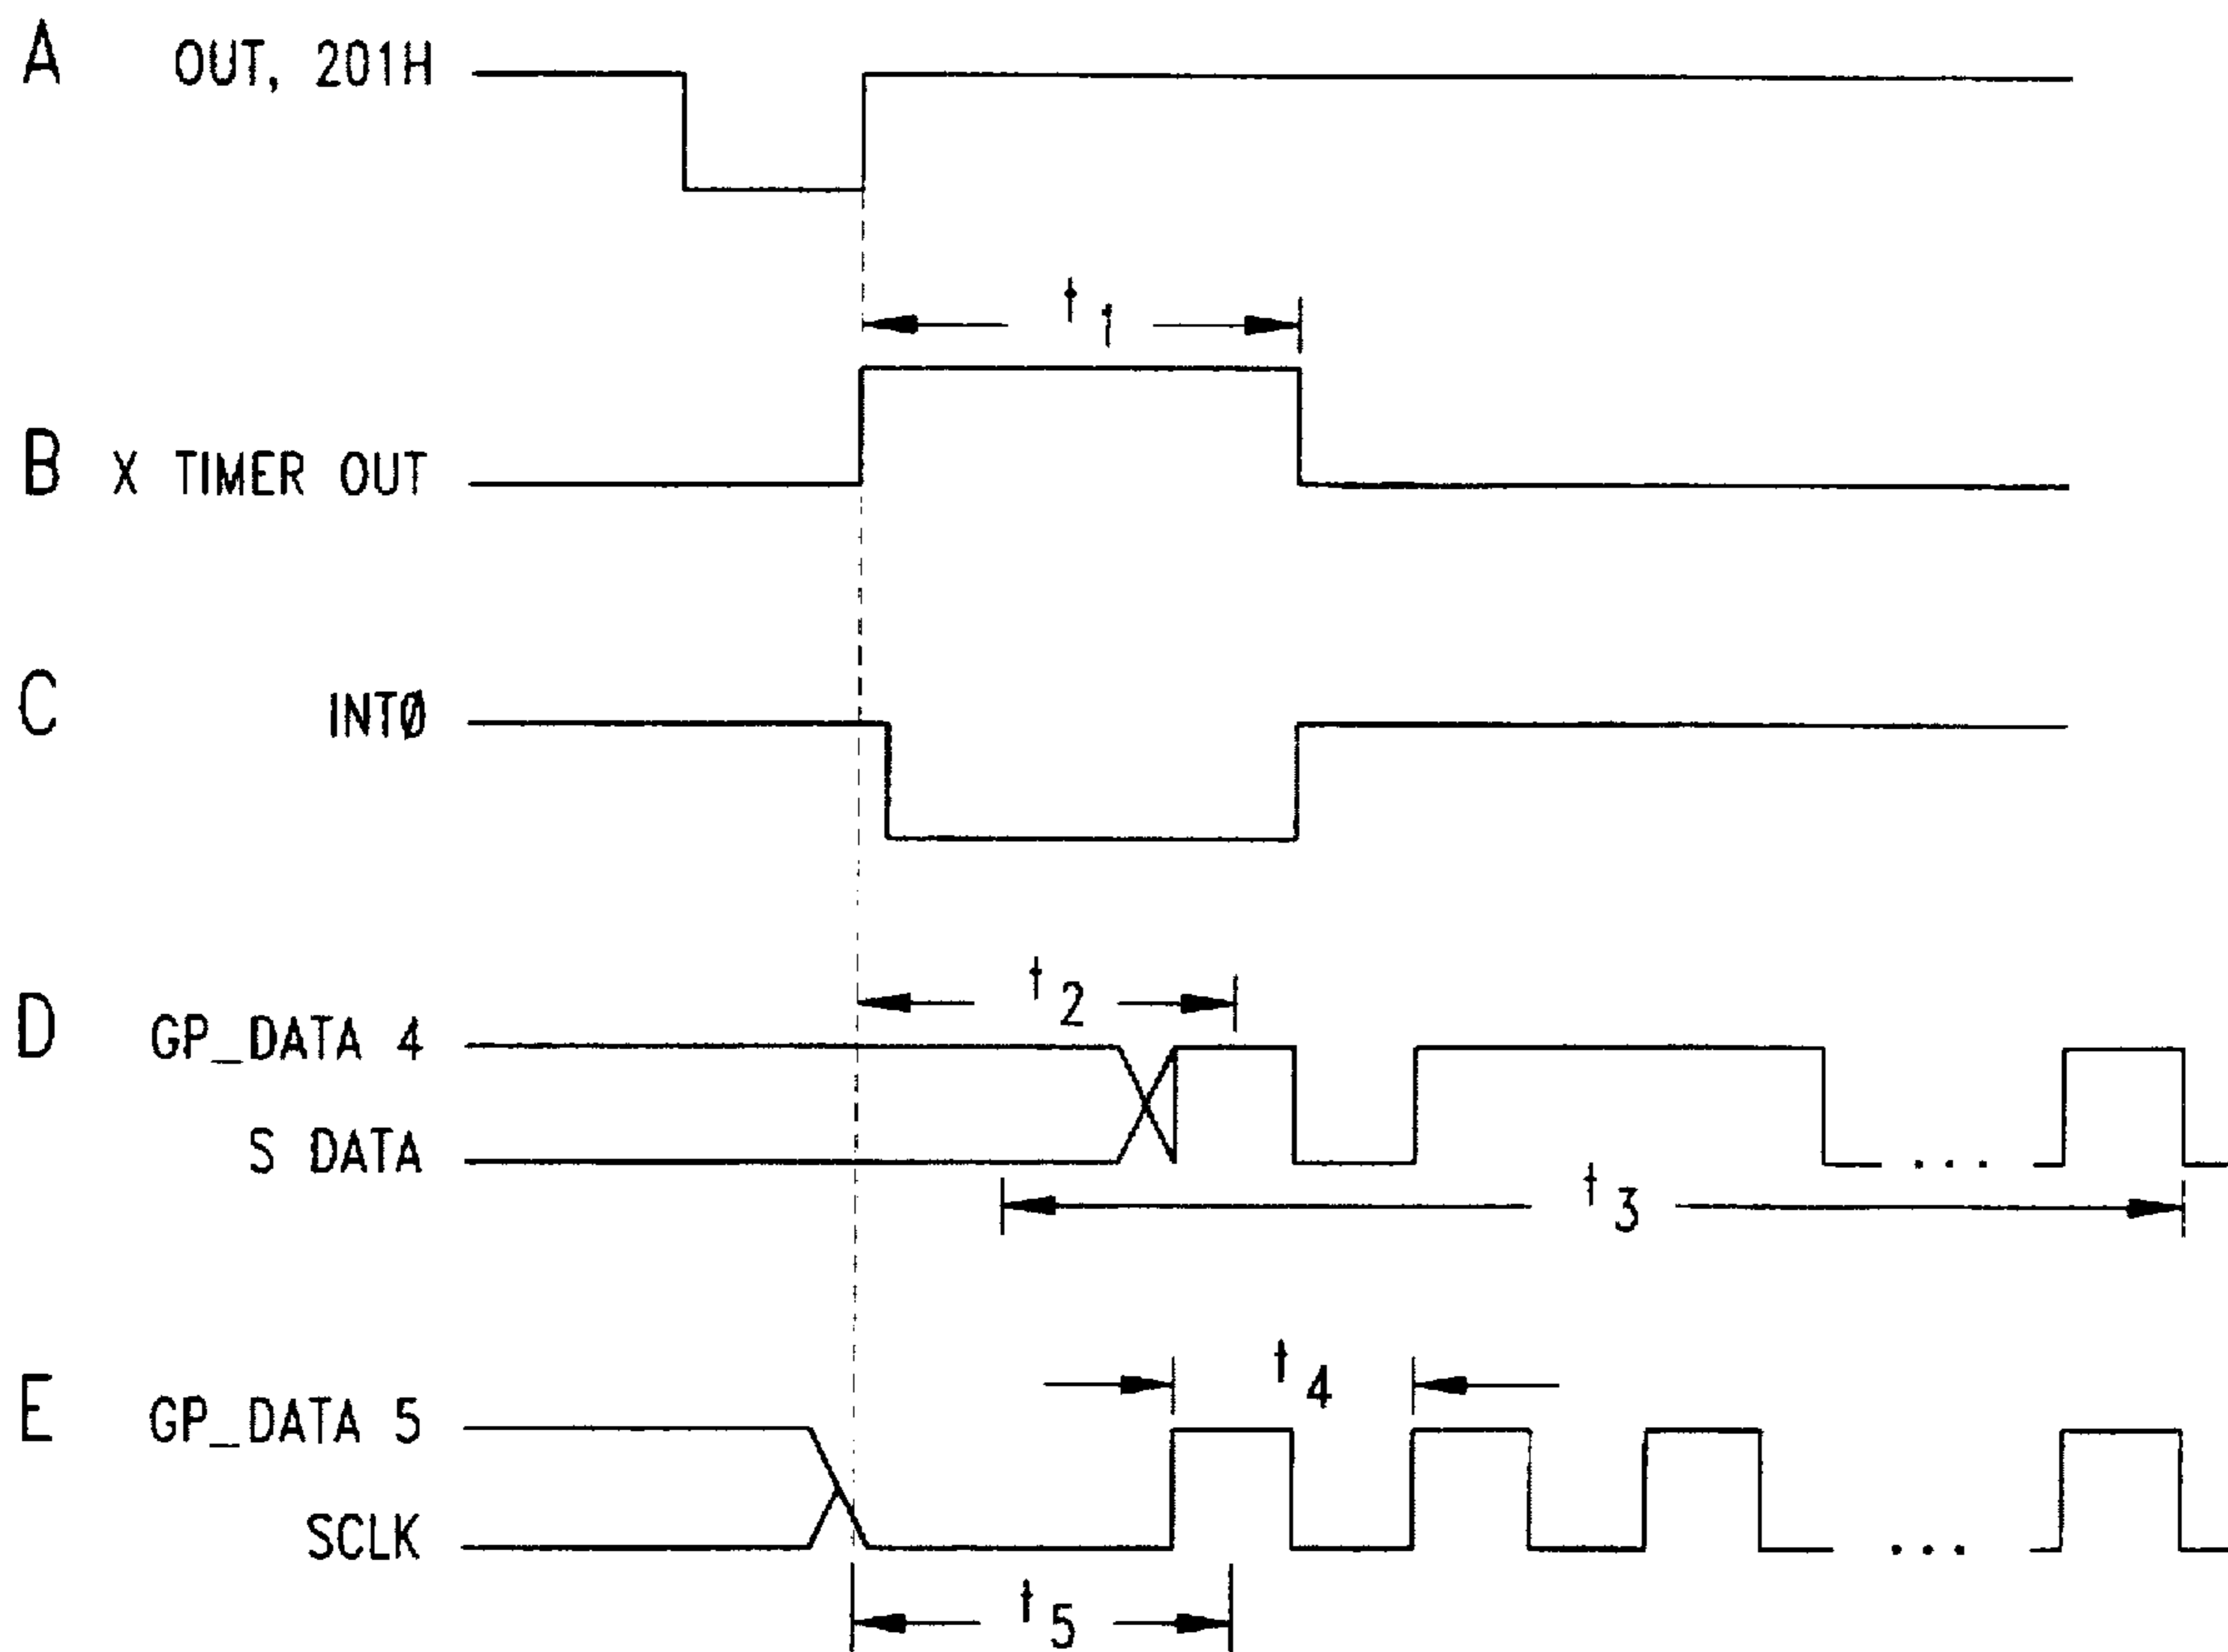 A OUT, 201H
t1
B X TIMER OUT
C INTØ
t2
D GP_DATA 4
S DATA
...
t3
t4
E GP_DATA 5
SCLK
...
t5